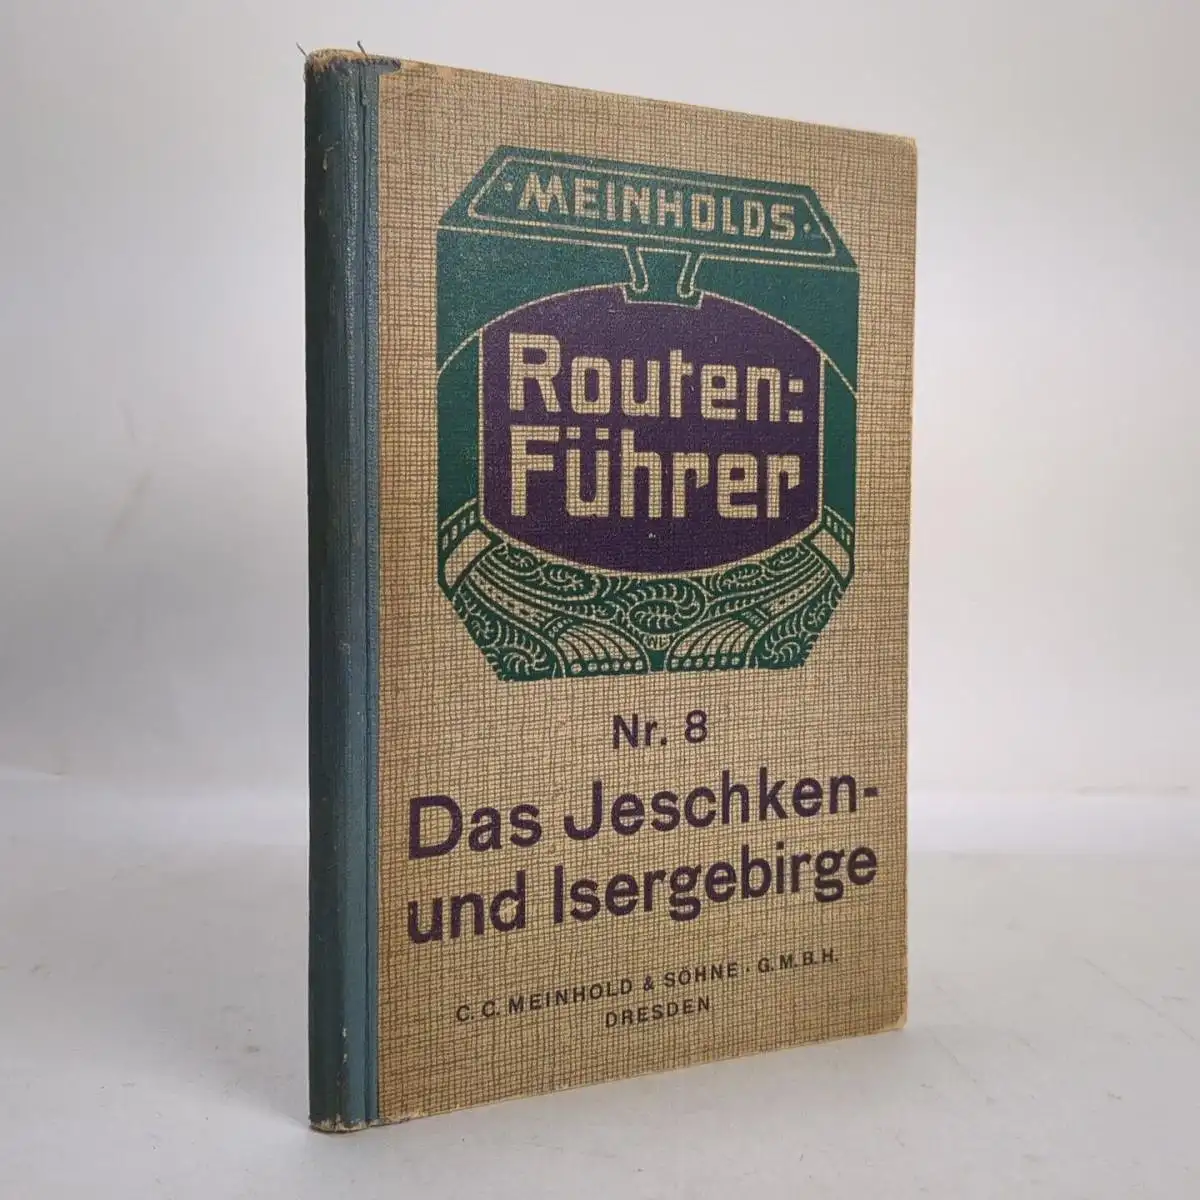 · MEINHOLDS ·
Routen:
Führer
Nr. 8
Das Jeschken-
und Isergebirge
C. C. MEINHOLD & SÖHNE · G. M. B. H.
DRESDEN